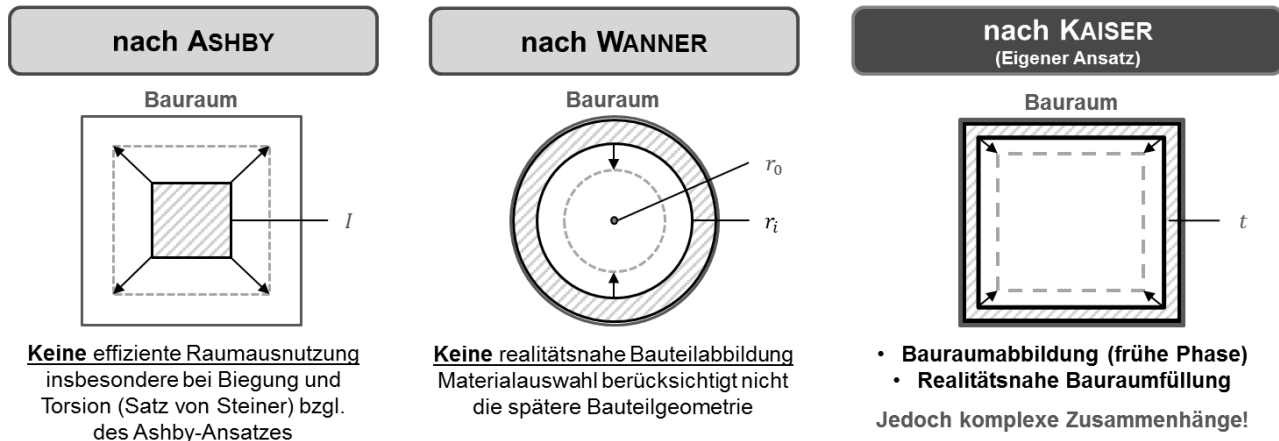 nach ASHBY
Bauraum
I
Keine effiziente Raumausnutzung
insbesondere bei Biegung und
Torsion (Satz von Steiner) bzgl.
des Ashby-Ansatzes
nach WANNER
Bauraum
r0
ri
Keine realitätsnahe Bauteilabbildung
Materialauswahl berücksichtigt nicht
die spätere Bauteilgeometrie
nach KAISER
(Eigener Ansatz)
Bauraum
t
• Bauraumabbildung (frühe Phase)
• Realitätsnahe Bauraumfüllung
Jedoch komplexe Zusammenhänge!